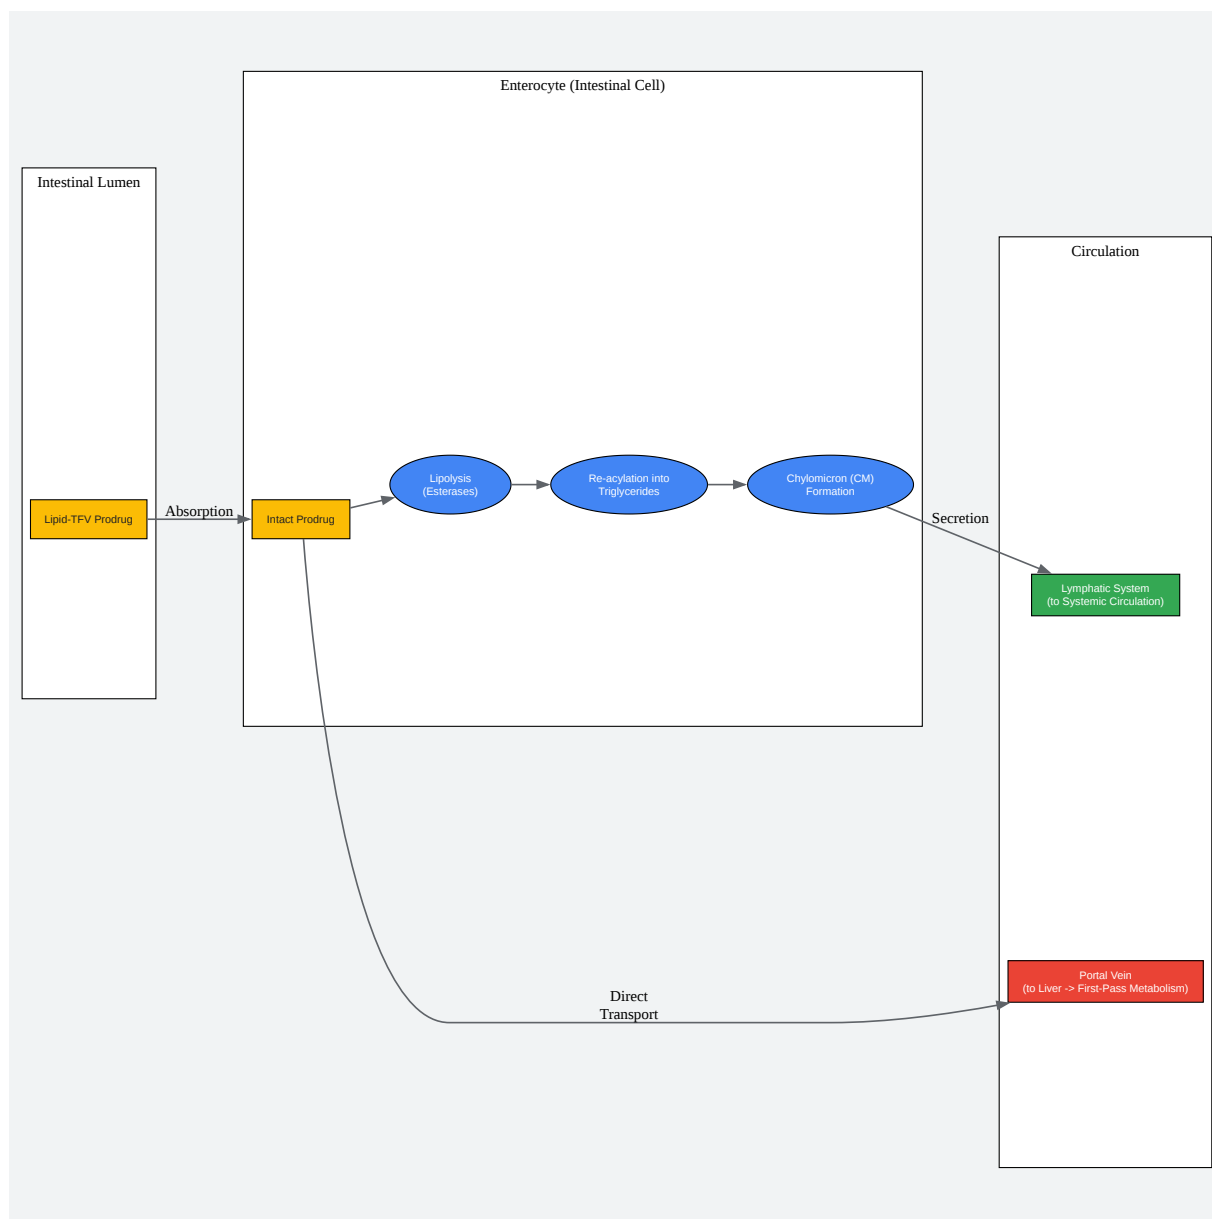 Enterocyte (Intestinal Cell)
Intestinal Lumen
Circulation
Lipid-TFV Prodrug
Absorption
Intact Prodrug
Lipolysis
(Esterases)
Re-acylation into
Triglycerides
Chylomicron (CM)
Formation
Secretion
Lymphatic System
(to Systemic Circulation)
Direct
Transport
Portal Vein
(to Liver -> First-Pass Metabolism)